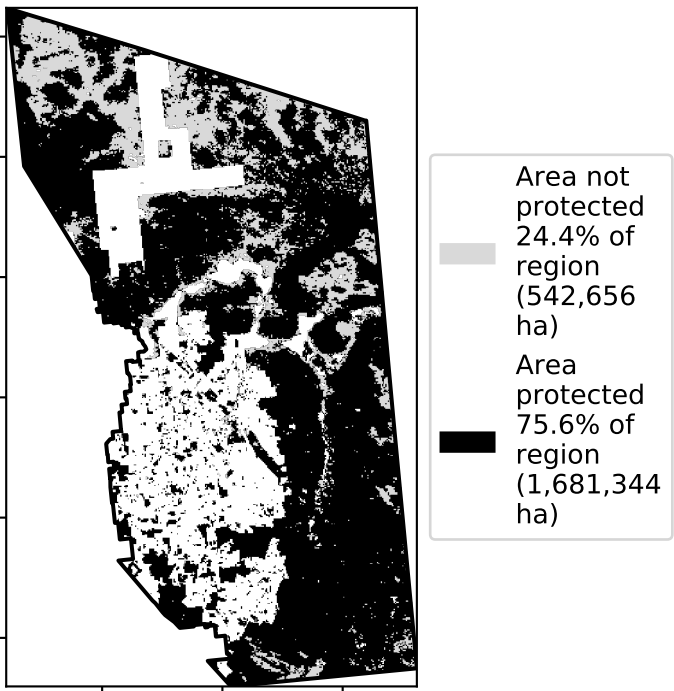 Area not
protected
24.4% of
region
(542,656
ha)
Area
protected
75.6% of
region
(1,681,344
ha)